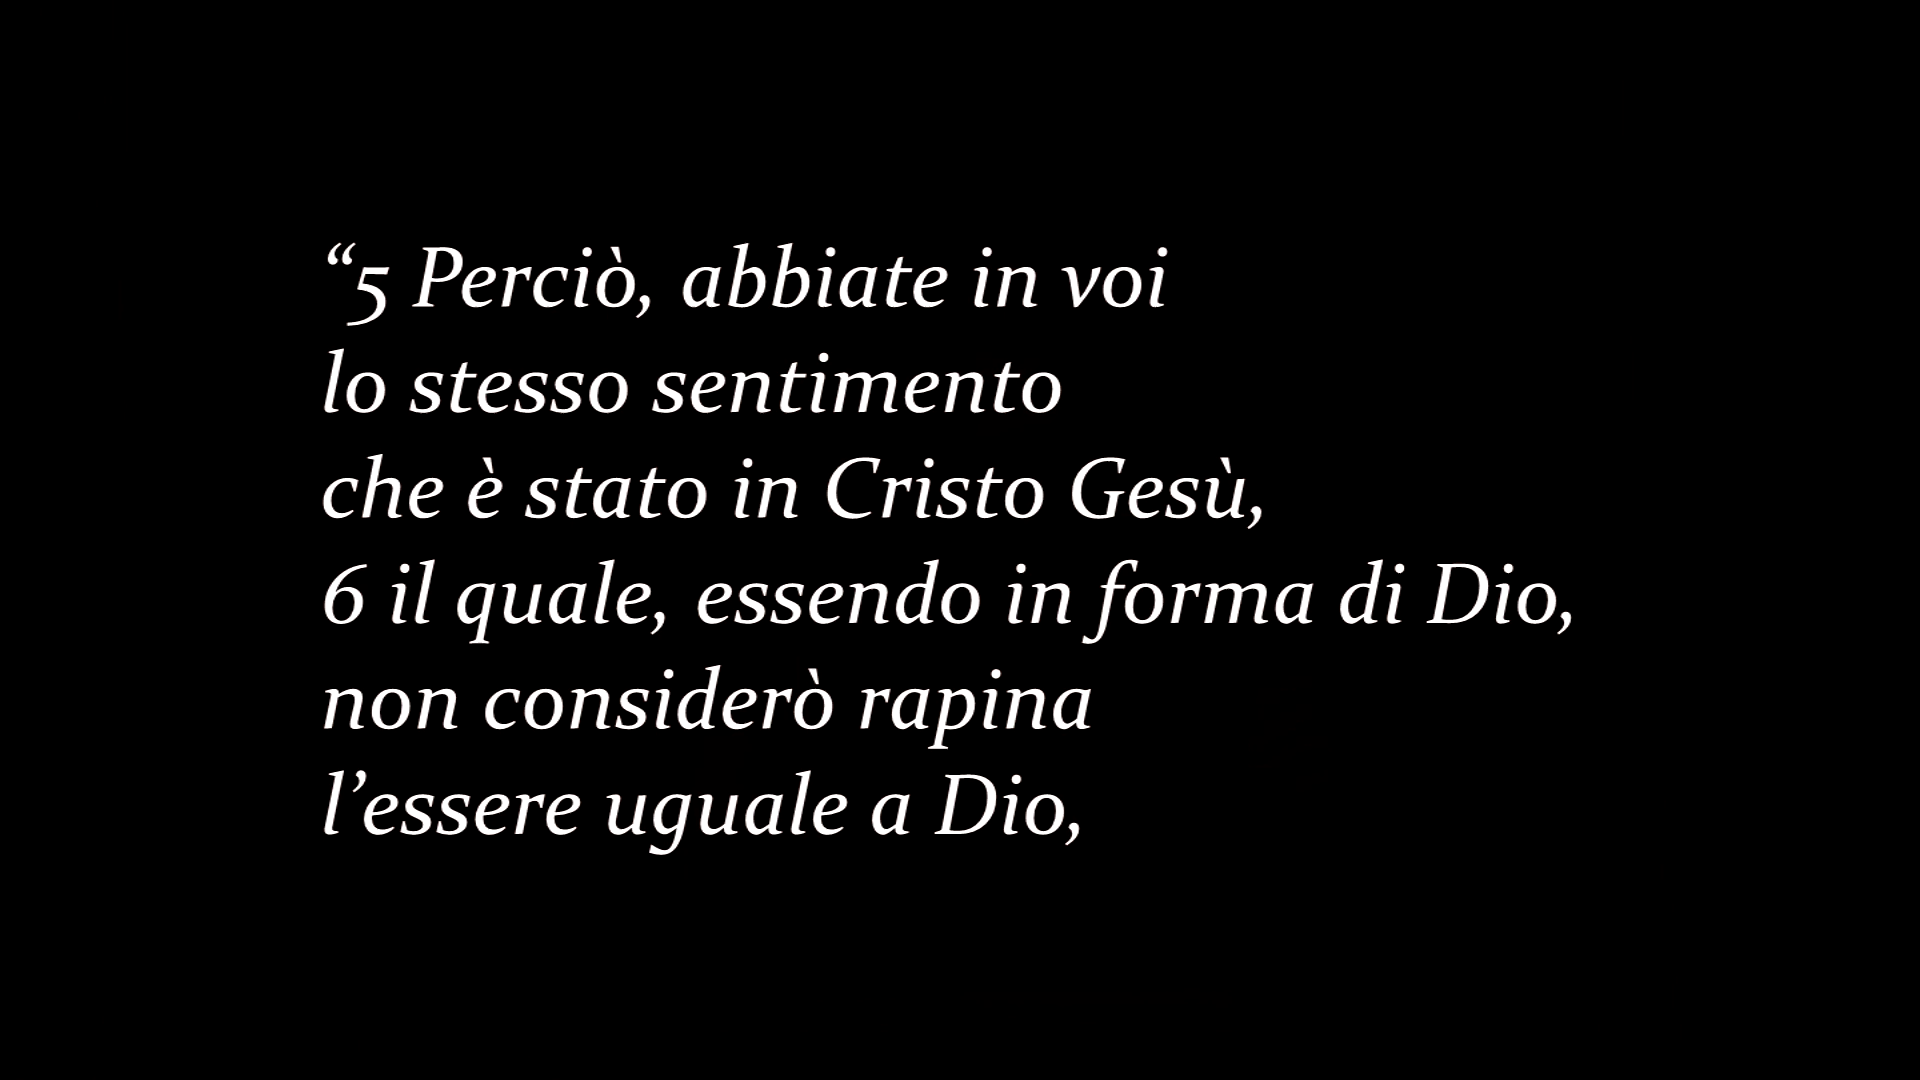 “5 Perciò, abbiate in voi
lo stesso sentimento
che è stato in Cristo Gesù,
6 il quale, essendo in forma di Dio,
non considerò rapina
l’essere uguale a Dio,